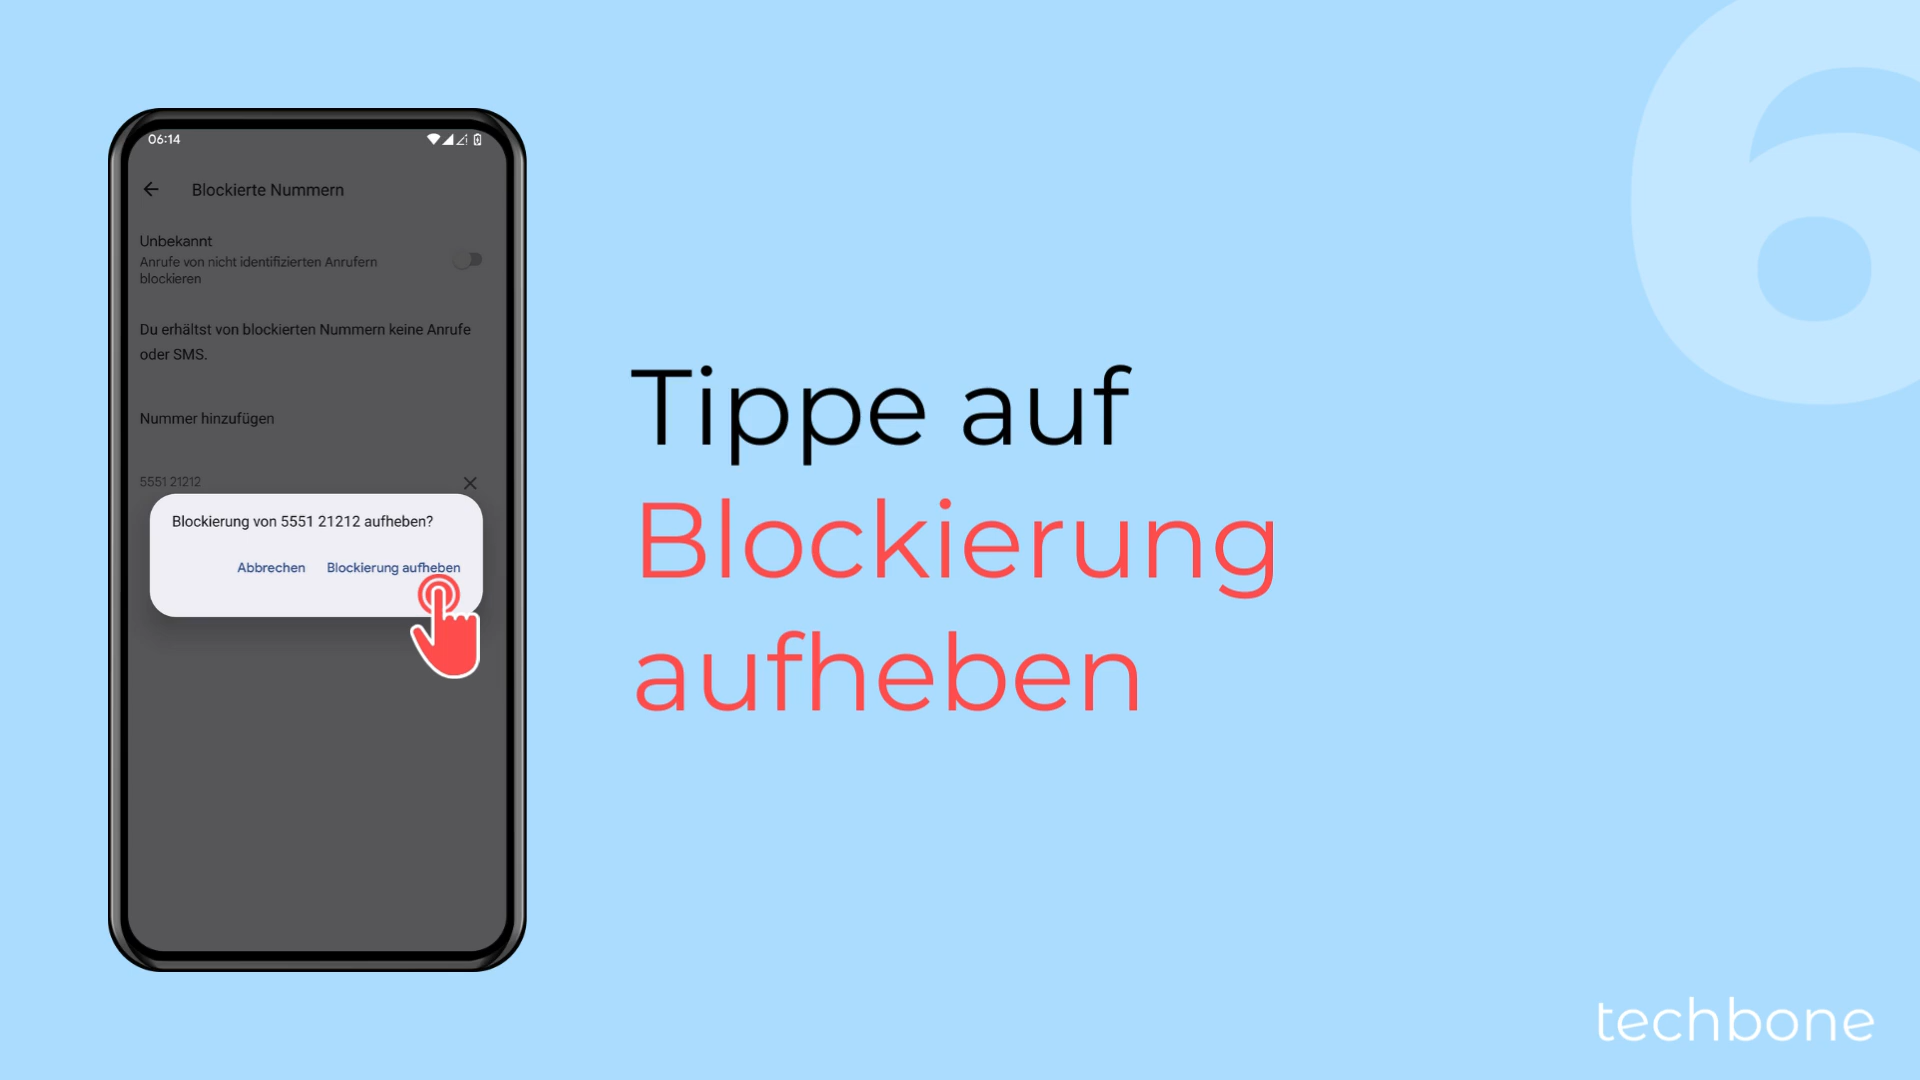 6
06:14
Blockierte Nummern
Unbekannt
Anrufe von nicht identifizierten Anrufern
blockieren
Du erhältst von blockierten Nummern keine Anrufe
oder SMS.
Nummer hinzufügen
5551 21212
Blockierung von 5551 21212 aufheben?
Abbrechen Blockierung aufheben
Tippe auf
Blockierung
aufheben
techbone